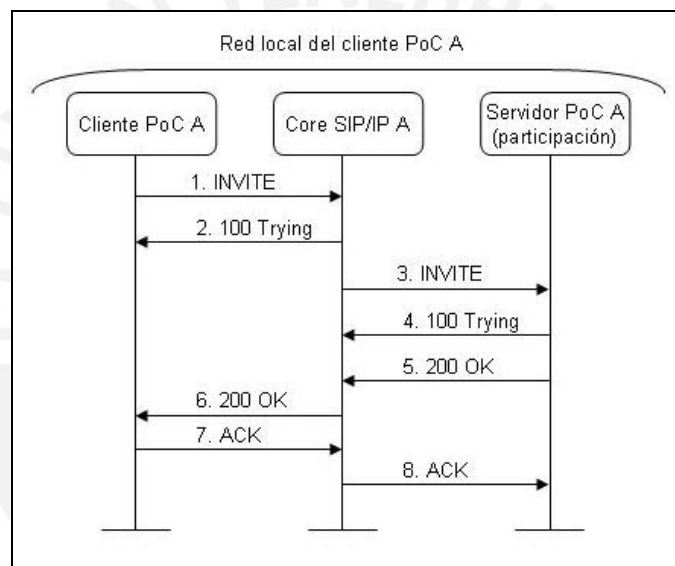 Red local del cliente PoC A
Cliente PoC A
Core SIP/IP A
Servidor PoC A
(participación)
1. INVITE
2. 100 Trying
3. INVITE
4. 100 Trying
5. 200 OK
6. 200 OK
7. ACK
8. ACK